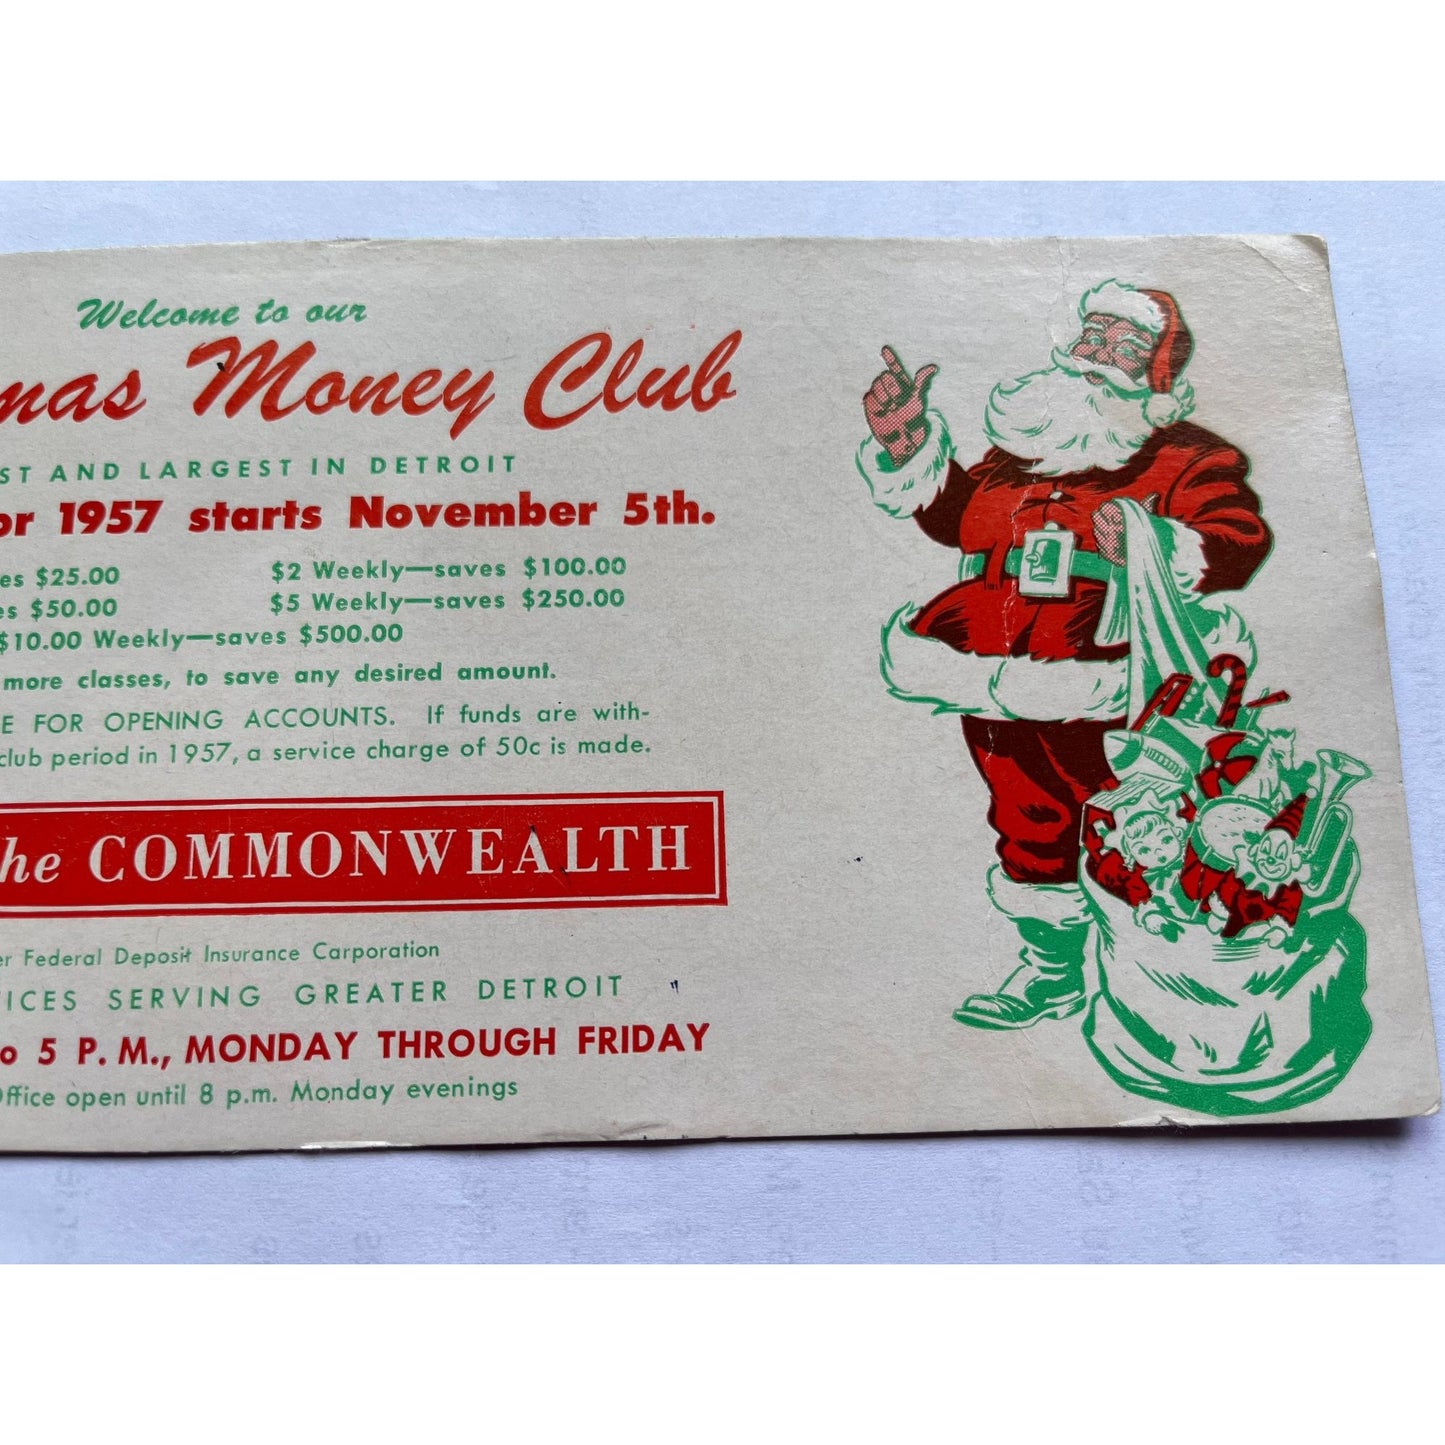 Welcome to our
mas Money Club
ST AND LARGEST IN DETROIT
or 1957 starts November 5th.
es $25.00 $2 Weekly—saves $100.00
es $50.00 $5 Weekly—saves $250.00
$10.00 Weekly—saves $500.00
more classes, to save any desired amount.
E FOR OPENING ACCOUNTS. If funds are with-
club period in 1957, a service charge of 50c is made.
the COMMONWEALTH
er Federal Deposit Insurance Carporation
ICES SERVING GREATER DETROIT
o 5 P. M., MONDAY THROUGH FRIDAY
Office open until 8 p.m. Monday evenings